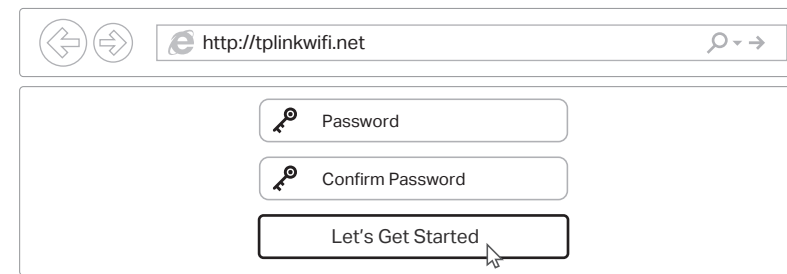 http://tplinkwifi.net
Password
Confirm Password
Let's Get Started